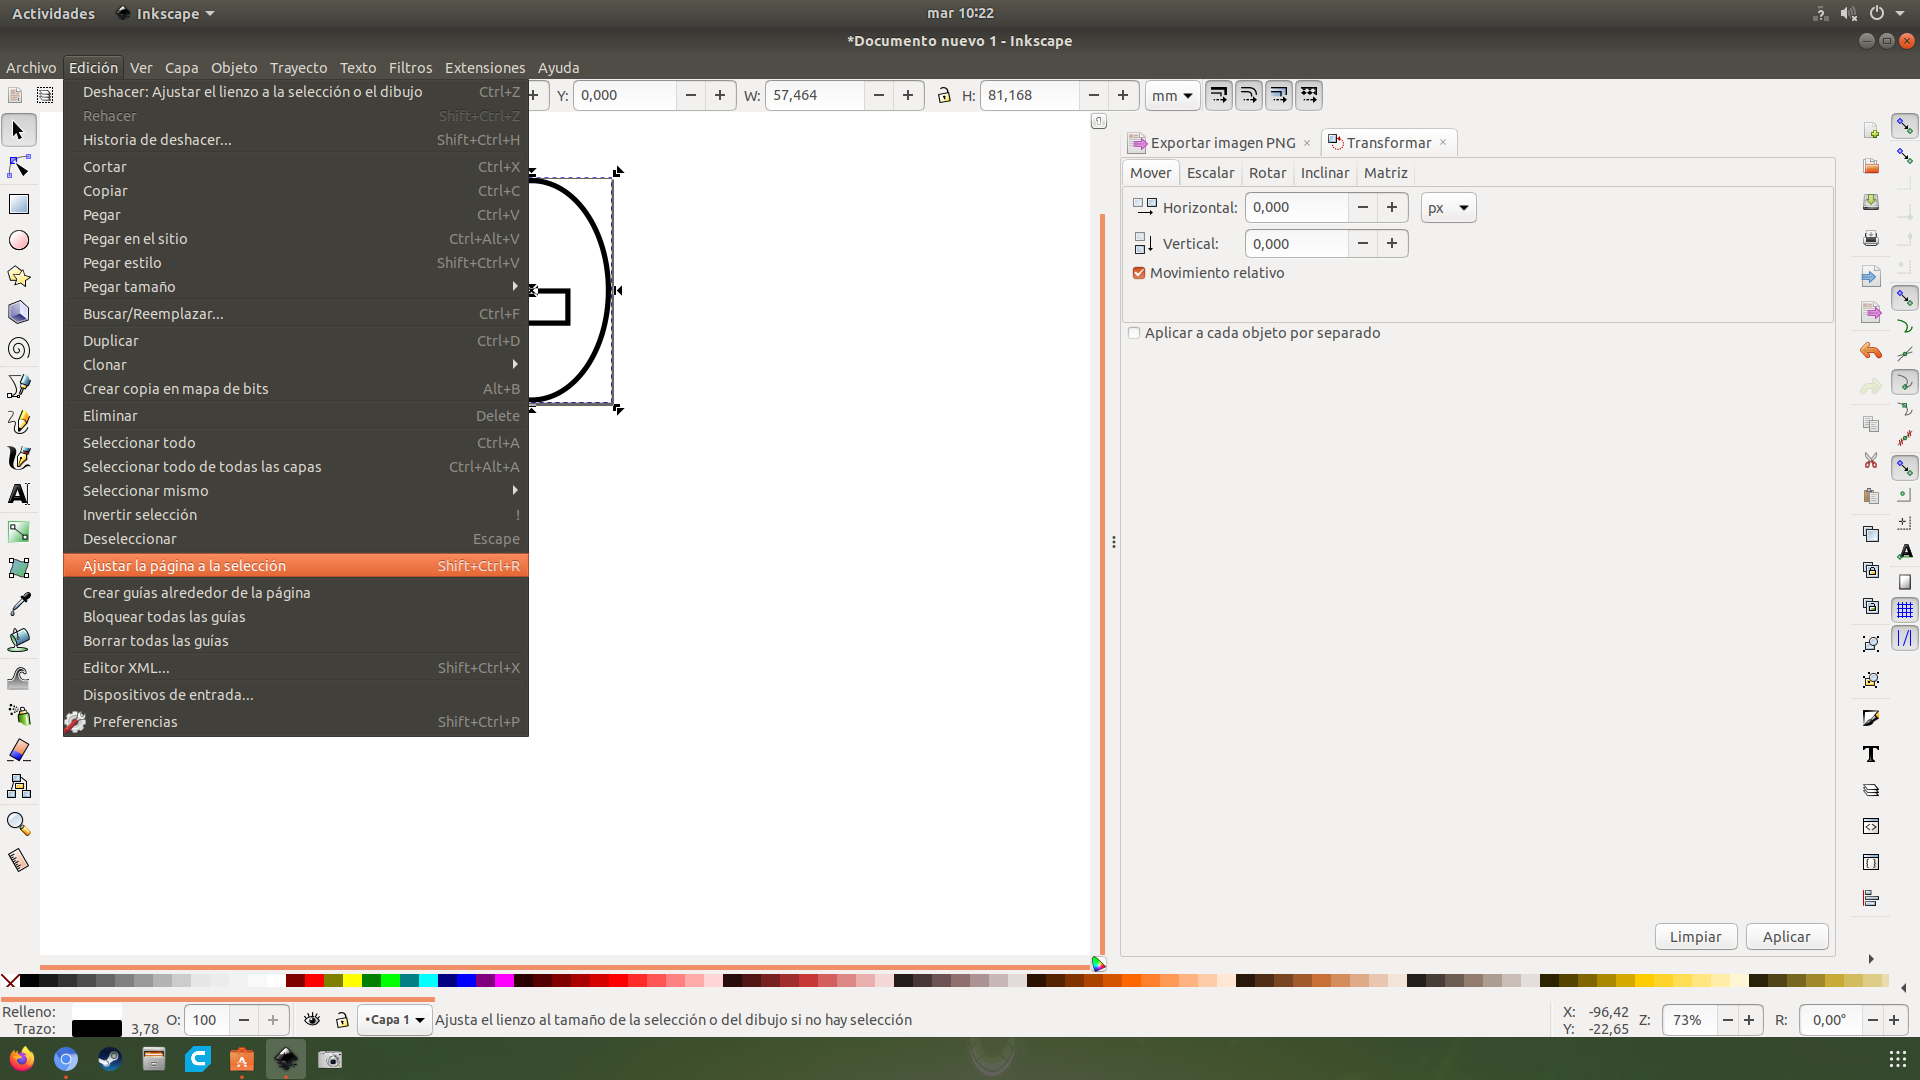 Actividades Inkscape mar 10:22
*Documento nuevo 1 - Inkscape
Archivo Edición Ver Capa Objeto Trayecto Texto Filtros Extensiones Ayuda
Y: 0,000 W: 57,464 H: 81,168 mm
Deshacer: Ajustar el lienzo a la selección o el dibujo Ctrl+Z
Rehacer Shift+Ctrl+Z
Historia de deshacer... Shift+Ctrl+H
Cortar Ctrl+X
Copiar Ctrl+C
Pegar Ctrl+V
Pegar en el sitio Ctrl+Alt+V
Pegar estilo Shift+Ctrl+V
Pegar tamaño
Buscar/Reemplazar... Ctrl+F
Duplicar Ctrl+D
Clonar
Crear copia en mapa de bits Alt+B
Eliminar Delete
Seleccionar todo Ctrl+A
Seleccionar todo de todas las capas Ctrl+Alt+A
Seleccionar mismo
Invertir selección !
Deseleccionar Escape
Ajustar la página a la selección Shift+Ctrl+R
Crear guías alrededor de la página
Bloquear todas las guías
Borrar todas las guías
Editor XML... Shift+Ctrl+X
Dispositivos de entrada...
Preferencias Shift+Ctrl+P
Exportar imagen PNG Transformar
Mover Escalar Rotar Inclinar Matriz
Horizontal: 0,000 px
Vertical: 0,000
Movimiento relativo
Aplicar a cada objeto por separado
Limpiar Aplicar
Relleno:
Trazo: 3,78 O: 100 •Capa 1 Ajusta el lienzo al tamaño de la selección o del dibujo si no hay selección
X: -96,42
Y: -22,65
Z: 73% R: 0,00°